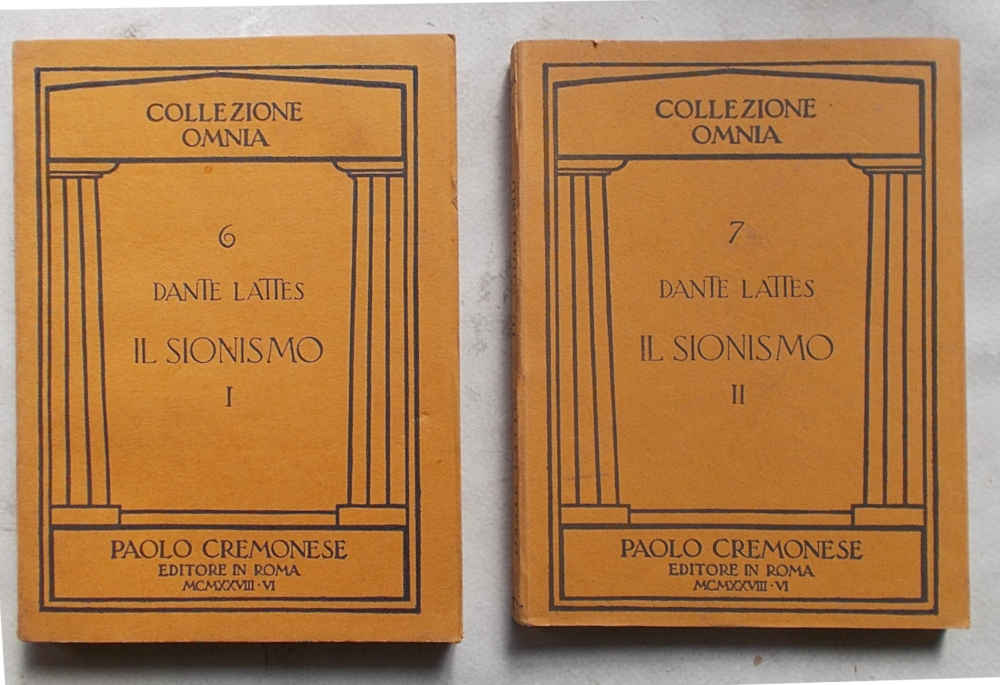 COLLEZIONE
OMNIA
6
DANTE LATTES
IL SIONISMO
I
PAOLO CREMONESE
EDITORE IN ROMA
MCMXXVIII · VI
COLLEZIONE
OMNIA
7
DANTE LATTES
IL SIONISMO
II
PAOLO CREMONESE
EDITORE IN ROMA
MCMXXVIII · VI